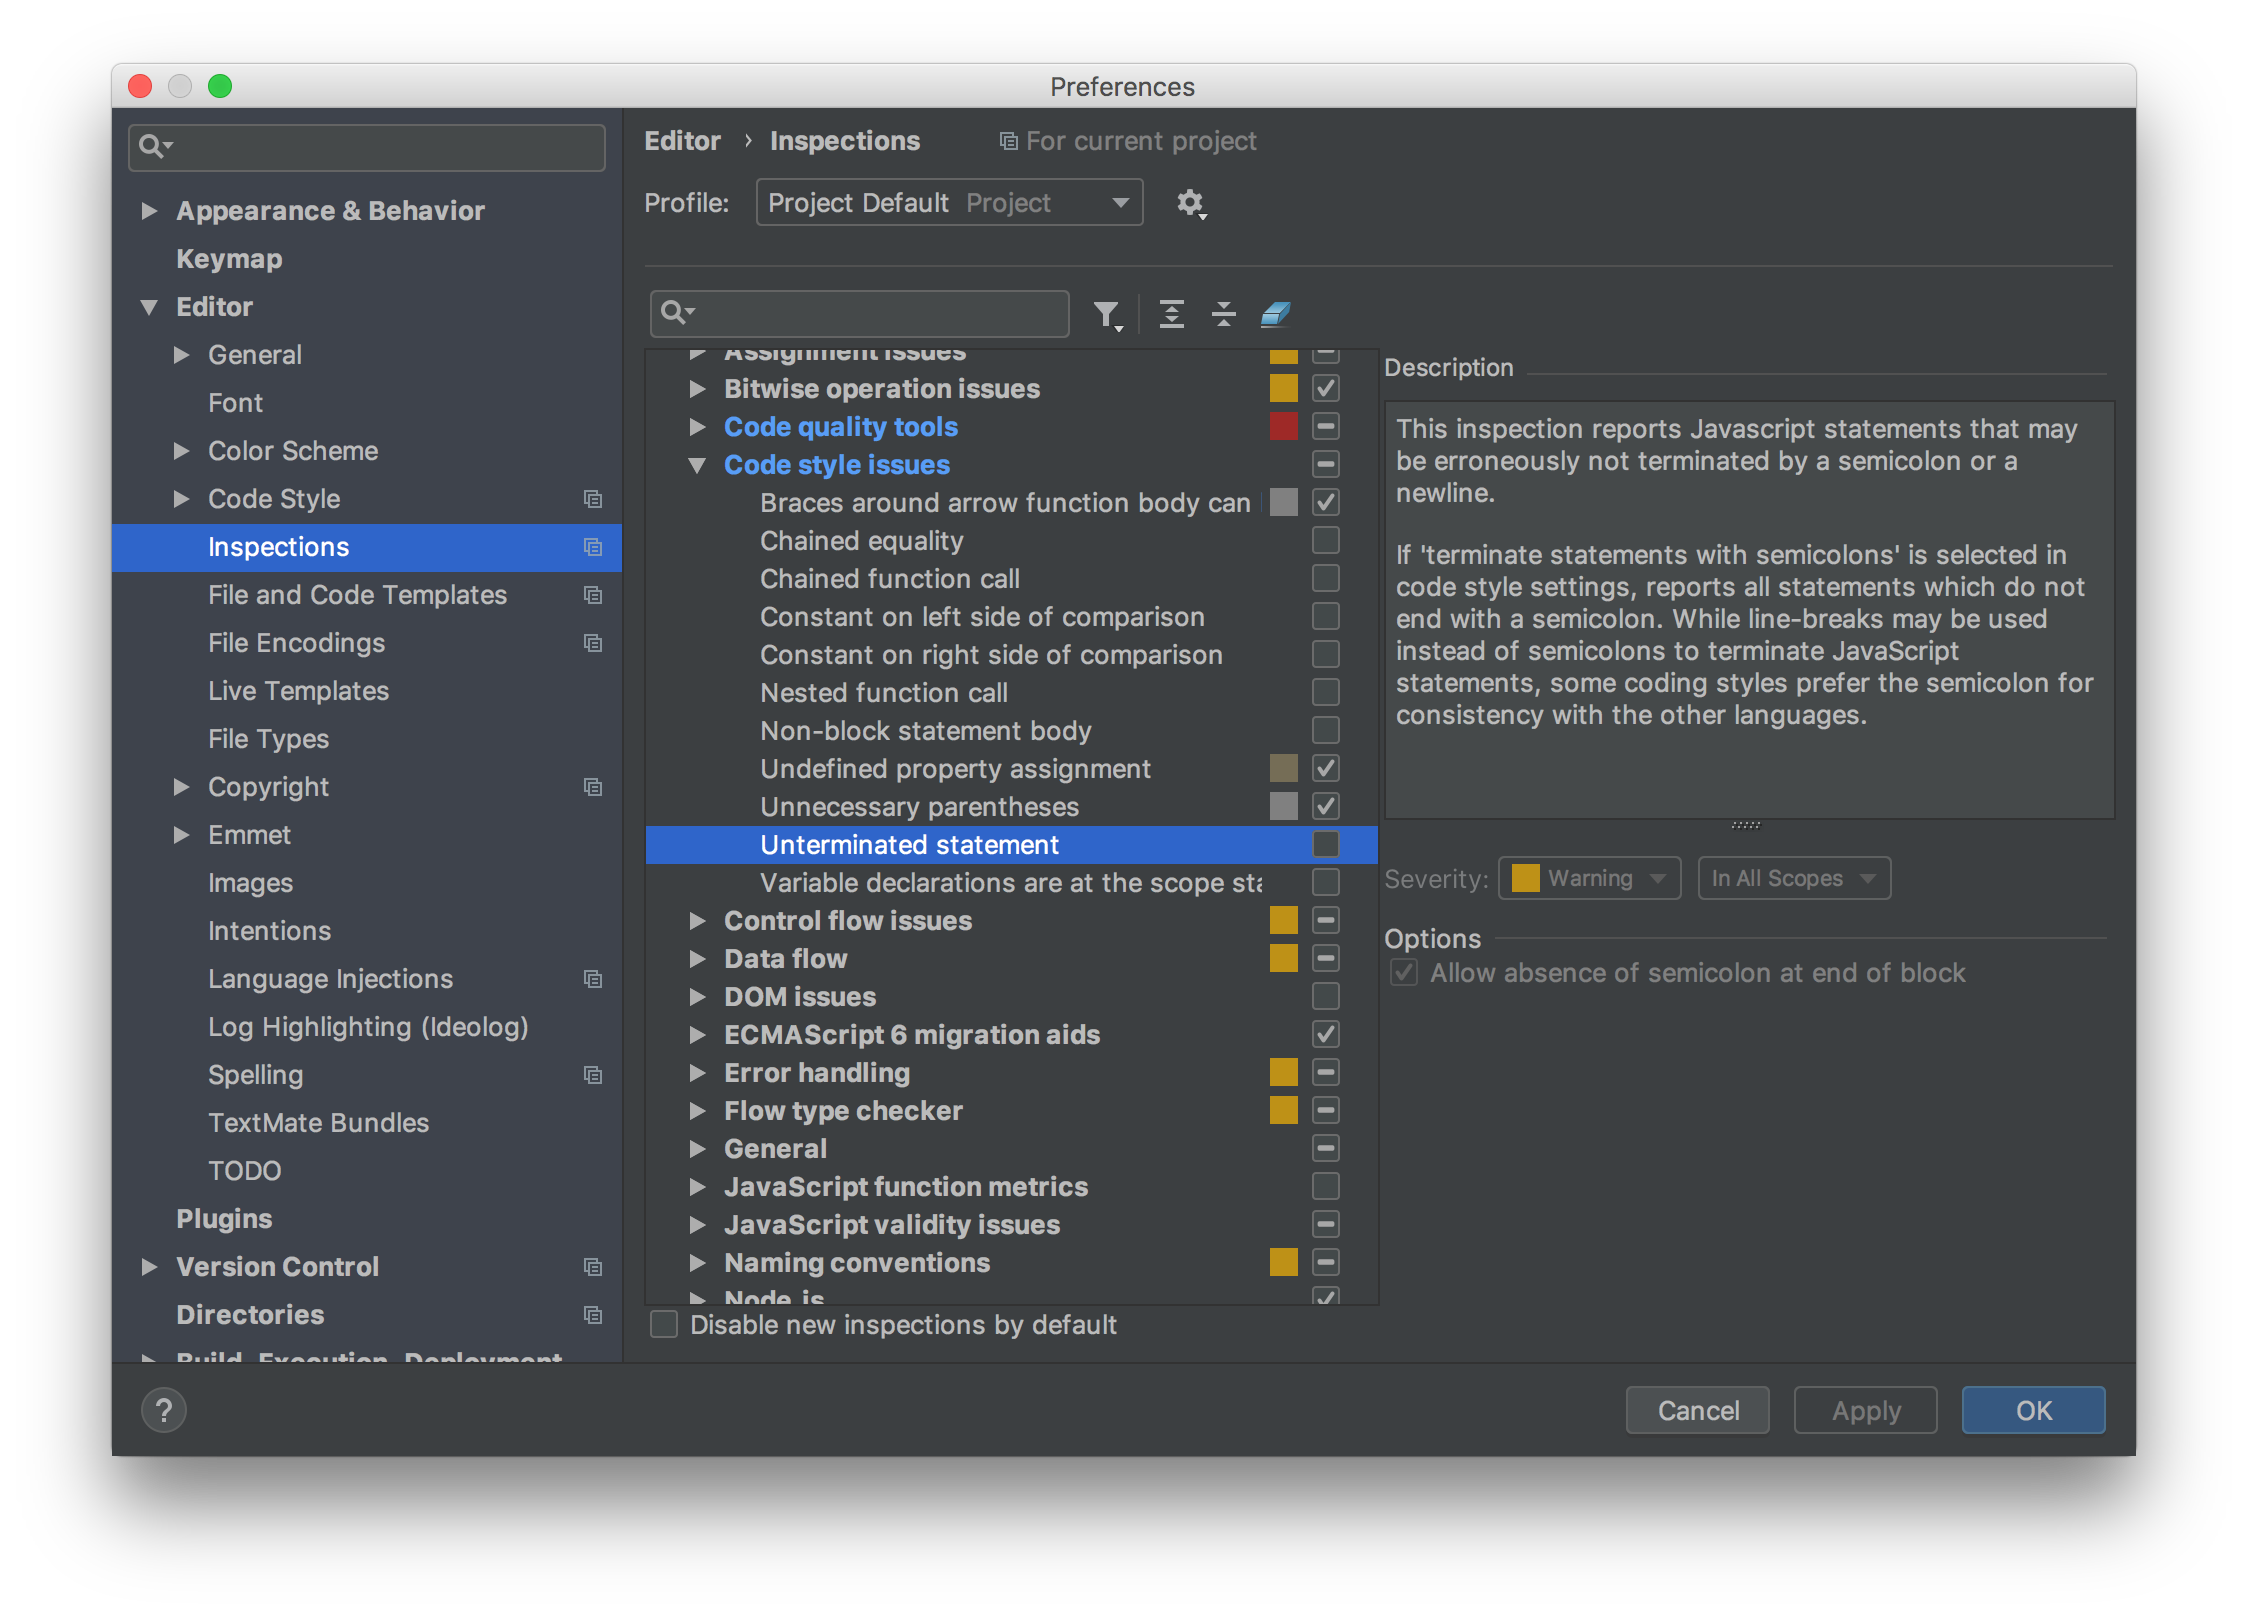 Preferences
Appearance & Behavior
Keymap
Editor
General
Font
Color Scheme
Code Style
Inspections
File and Code Templates
File Encodings
Live Templates
File Types
Copyright
Emmet
Images
Intentions
Language Injections
Log Highlighting (Ideolog)
Spelling
TextMate Bundles
TODO
Plugins
Version Control
Directories
Build, Execution, Deployment
Editor › Inspections For current project
Profile: Project Default Project
Assignment issues
Bitwise operation issues
Code quality tools
Code style issues
Braces around arrow function body can
Chained equality
Chained function call
Constant on left side of comparison
Constant on right side of comparison
Nested function call
Non-block statement body
Undefined property assignment
Unnecessary parentheses
Unterminated statement
Variable declarations are at the scope sta
Control flow issues
Data flow
DOM issues
ECMAScript 6 migration aids
Error handling
Flow type checker
General
JavaScript function metrics
JavaScript validity issues
Naming conventions
Node.js
Disable new inspections by default
Description
This inspection reports Javascript statements that may
be erroneously not terminated by a semicolon or a
newline.
If 'terminate statements with semicolons' is selected in
code style settings, reports all statements which do not
end with a semicolon. While line-breaks may be used
instead of semicolons to terminate JavaScript
statements, some coding styles prefer the semicolon for
consistency with the other languages.
Severity: Warning In All Scopes
Options
Allow absence of semicolon at end of block
?
Cancel
Apply
OK